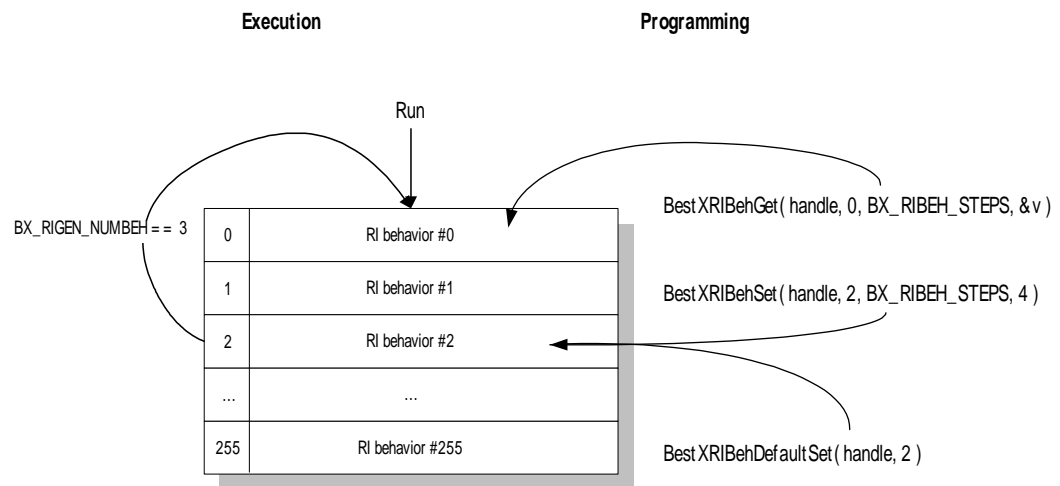 Execution
Programming
Run
BestXRIBehGet( handle, 0, BX_RIBEH_STEPS, &v )
BX_RIGEN_NUMBEH == 3
0 RI behavior #0
1 RI behavior #1
BestXRIBehSet( handle, 2, BX_RIBEH_STEPS, 4 )
2 RI behavior #2
... ...
255 RI behavior #255
BestXRIBehDefaultSet( handle, 2 )